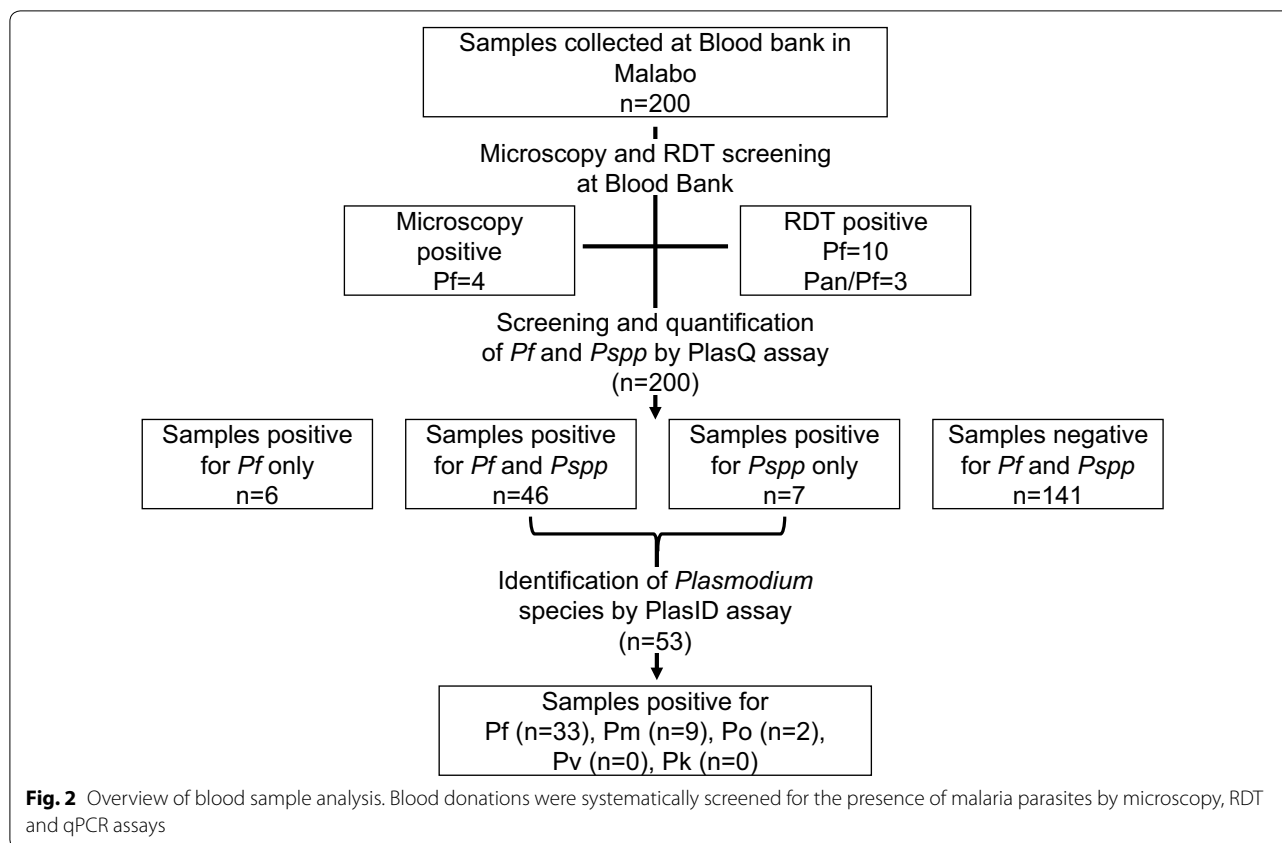 Samples collected at Blood bank in
Malabo
n=200
Microscopy and RDT screening
at Blood Bank
Microscopy
positive
Pf=4
RDT positive
Pf=10
Pan/Pf=3
Screening and quantification
of Pf and Pspp by PlasQ assay
(n=200)
Samples positive
for Pf only
n=6
Samples positive
for Pf and Pspp
n=46
Samples positive
for Pspp only
n=7
Samples negative
for Pf and Pspp
n=141
Identification of Plasmodium
species by PlasID assay
(n=53)
Samples positive for
Pf (n=33), Pm (n=9), Po (n=2),
Pv (n=0), Pk (n=0)
Fig. 2 Overview of blood sample analysis. Blood donations were systematically screened for the presence of malaria parasites by microscopy, RDT
and qPCR assays